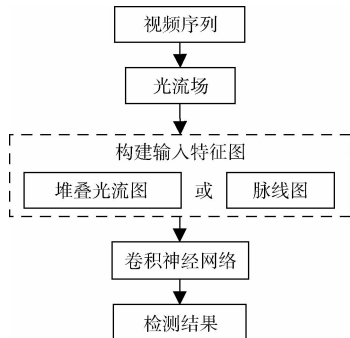 视频序列
光流场
构建输入特征图
堆叠光流图 或 脉线图
卷积神经网络
检测结果